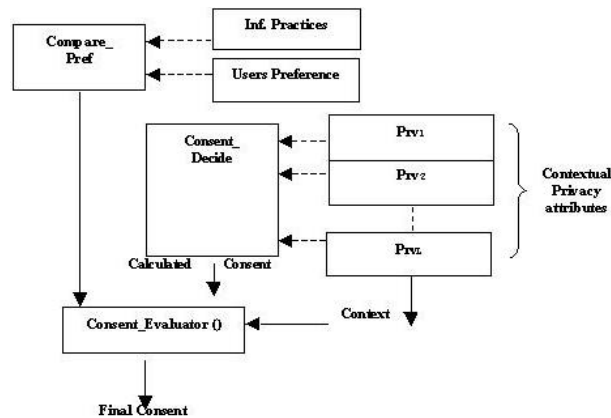 Inf. Practices
Compare_
Pref
Users Preference
Consent_
Decide
Prv1
Prv2
Contextual
Privacy
attributes
PrvL
Calculated Consent
Context
Consent_Evaluator ()
Final Consent